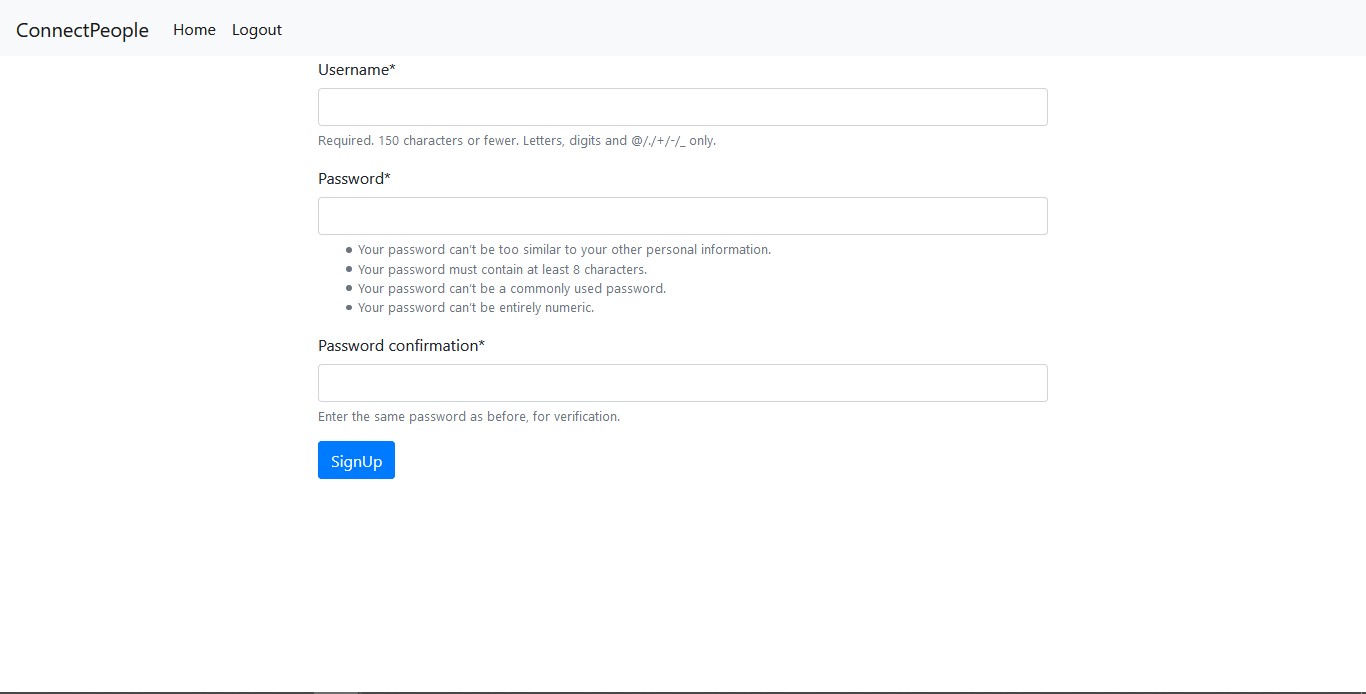 ConnectPeople Home Logout
Username*
Required. 150 characters or fewer. Letters, digits and @/./+/-/_ only.
Password*
Your password can't be too similar to your other personal information.
Your password must contain at least 8 characters.
Your password can't be a commonly used password.
Your password can't be entirely numeric.
Password confirmation*
Enter the same password as before, for verification.
SignUp